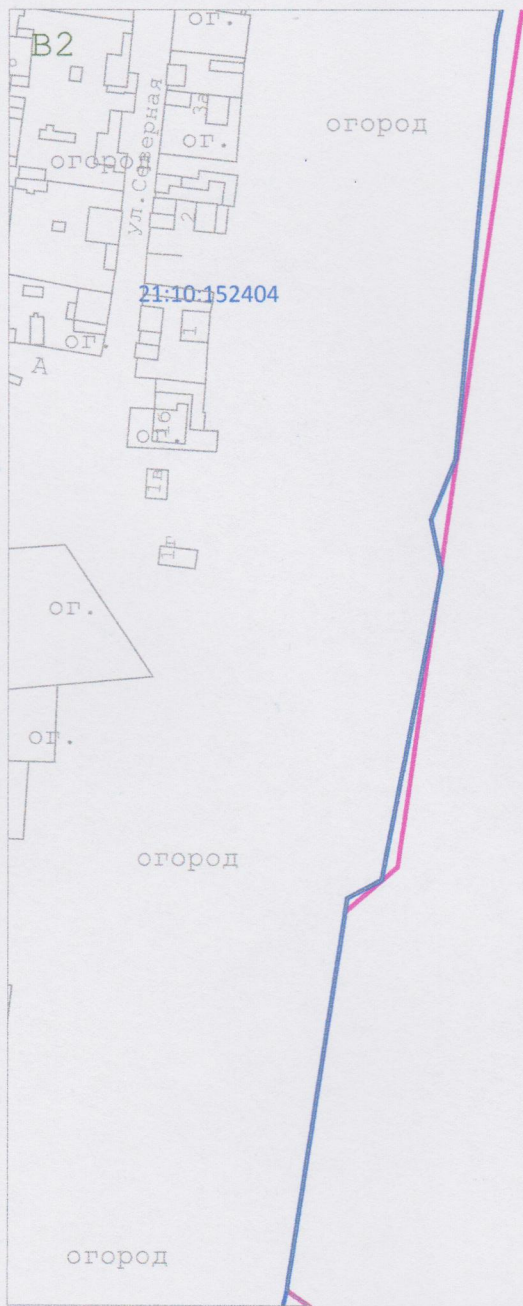 ог.
В2
3а
огород
ог.
огород
ул.Северная
2
21:10:152404
1
ог.
А
1б
ог.
1в
1г
ог.
ог.
огород
огород